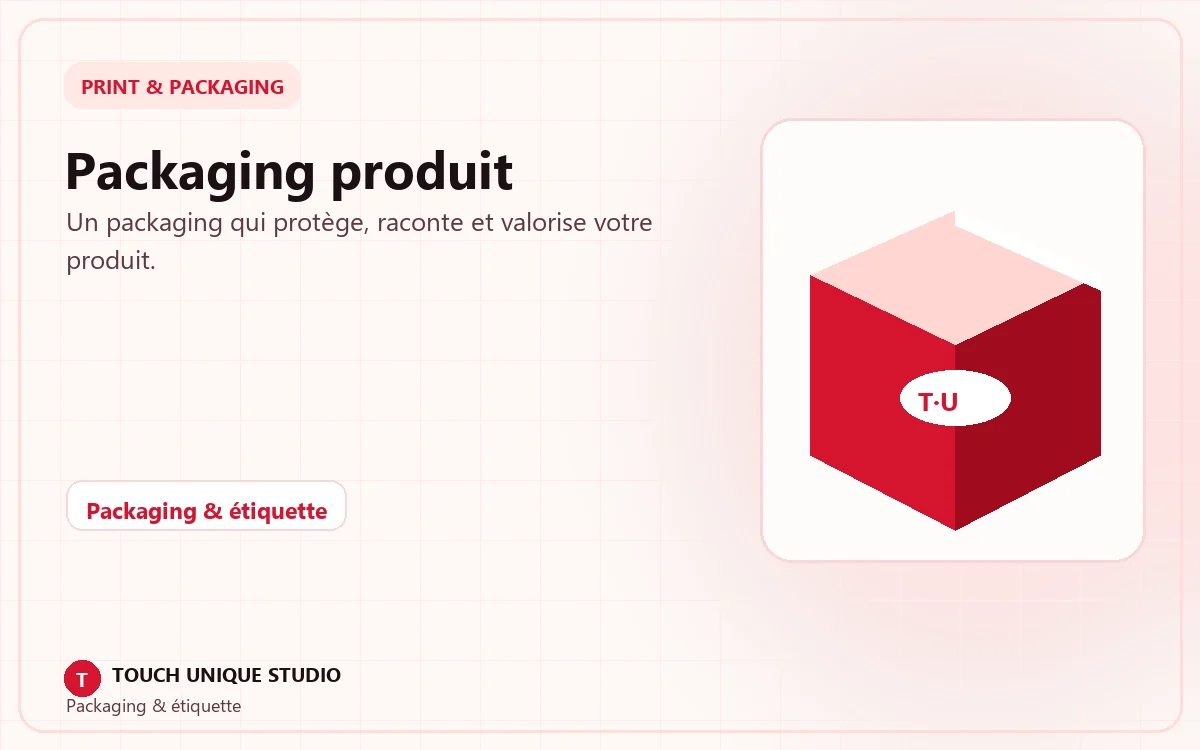 PRINT & PACKAGING
Packaging produit
Un packaging qui protège, raconte et valorise votre
produit.
T·U
Packaging & étiquette
T
TOUCH UNIQUE STUDIO
Packaging & étiquette